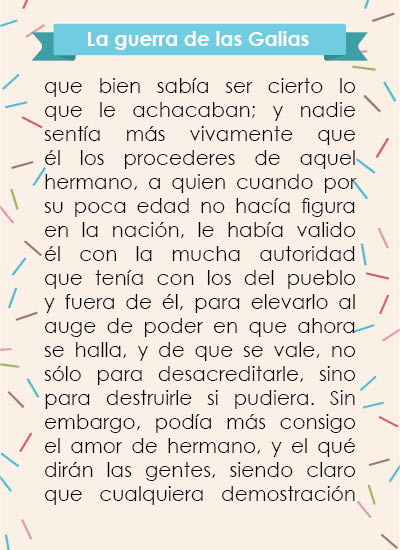 La guerra de las Galias
que bien sabía ser cierto lo
que le achacaban; y nadie
sentía más vivamente que
él los procederes de aquel
hermano, a quien cuando por
su poca edad no hacía figura
en la nación, le había valido
él con la mucha autoridad
que tenía con los del pueblo
y fuera de él, para elevarlo al
auge de poder en que ahora
se halla, y de que se vale, no
sólo para desacreditarle, sino
para destruirle si pudiera. Sin
embargo, podía más consigo
el amor de hermano, y el qué
dirán las gentes, siendo claro
que cualquiera demostración